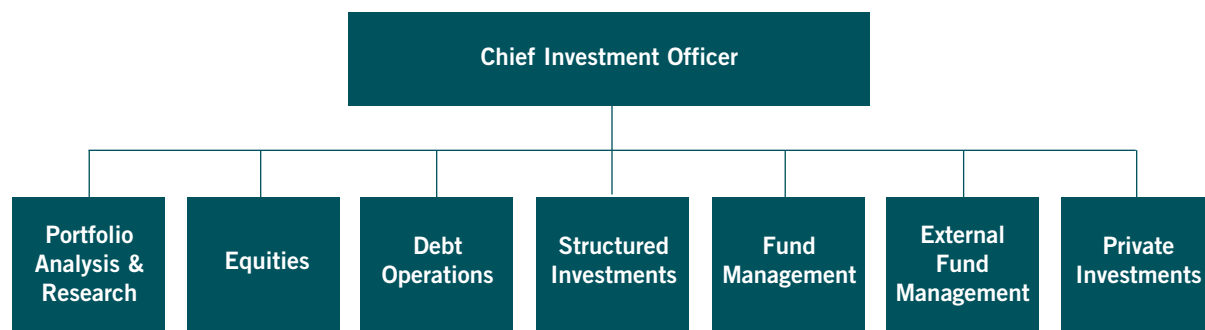 Chief Investment Officer
Portfolio
Analysis &
Research
Equities
Debt
Operations
Structured
Investments
Fund
Management
External
Fund
Management
Private
Investments